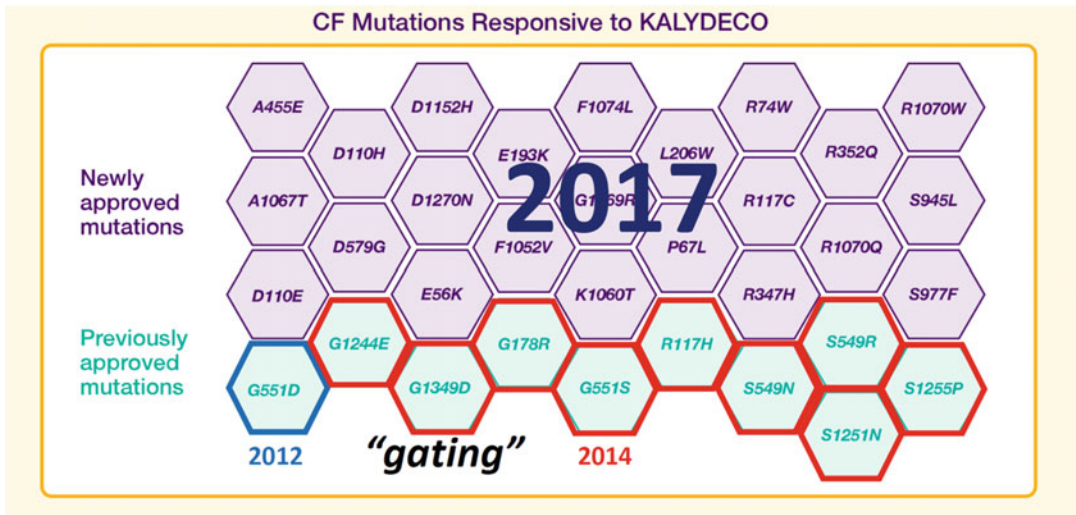 CF Mutations Responsive to KALYDECO
A455E D1152H F1074L R74W R1070W
D110H E193K L206W R352Q
Newly
approved
mutations
2017
A1067T D1270N R117C S945L
D579G F1052V P67L R1070Q
D110E E56K K1060T R347H S977F
Previously
approved
mutations
G1244E G178R R117H S549R
G551D G1349D G551S S549N S1255P
S1251N
2012 “gating” 2014